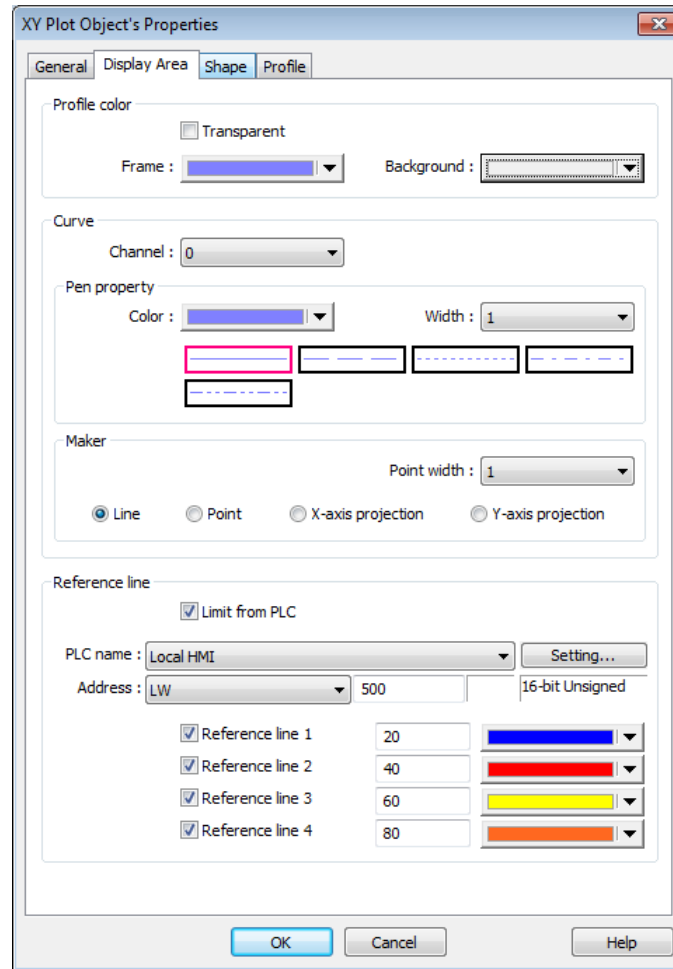 XY Plot Object's Properties
General Display Area Shape Profile
Profile color
Transparent
Frame : Background :
Curve
Channel : 0
Pen property
Color : Width : 1
Maker
Point width : 1
Line Point X-axis projection Y-axis projection
Reference line
Limit from PLC
PLC name : Local HMI Setting...
Address : LW 500 16-bit Unsigned
Reference line 1 20
Reference line 2 40
Reference line 3 60
Reference line 4 80
OK Cancel Help